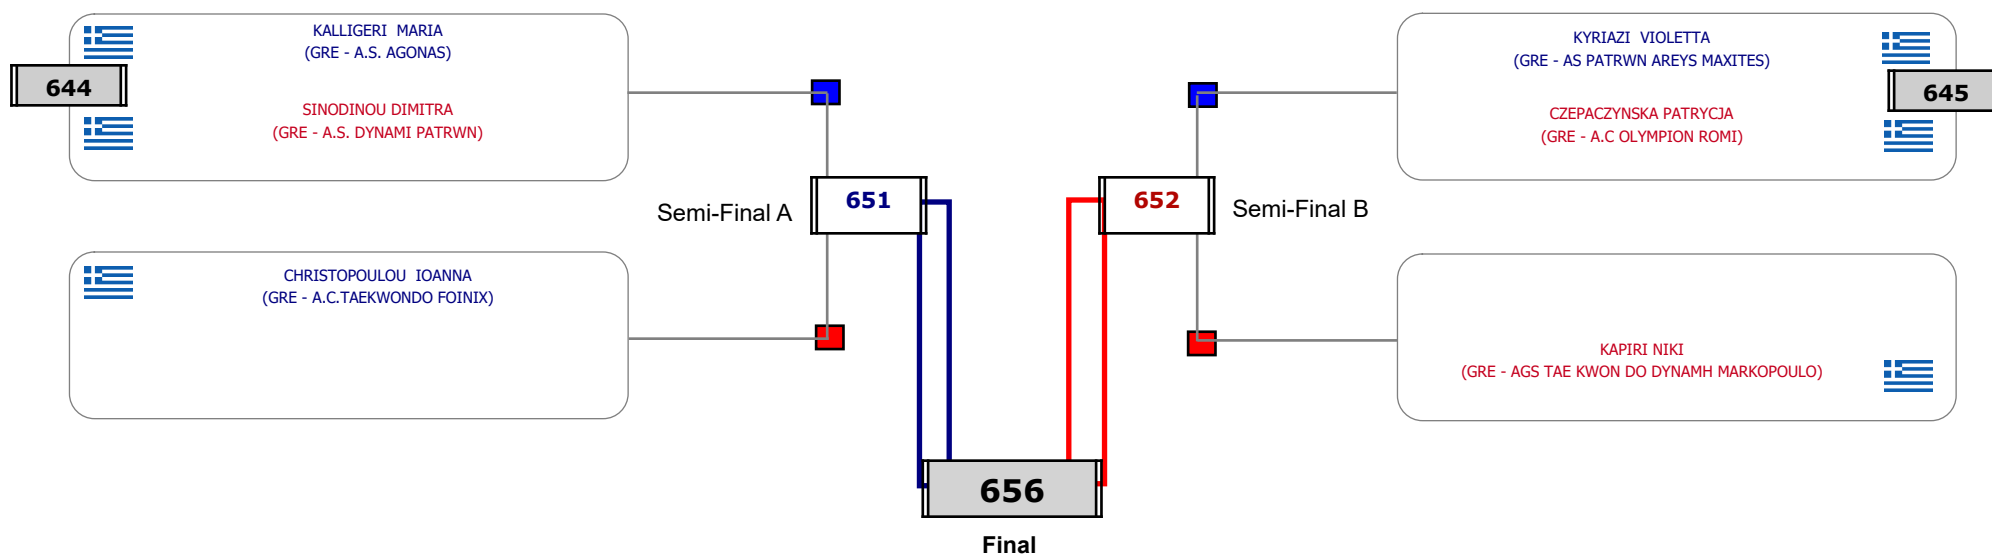 KALLIGERI MARIA
(GRE - A.S. AGONAS)
644
SINODINOU DIMITRA
(GRE - A.S. DYNAMI PATRWN)
KYRIAZI VIOLETTA
(GRE - AS PATRWN AREYS MAXITES)
645
CZEPACZYNSKA PATRYCJA
(GRE - A.C OLYMPION ROMI)
Semi-Final A
651
652
Semi-Final B
CHRISTOPOULOU IOANNA
(GRE - A.C.TAEKWONDO FOINIX)
KAPIRI NIKI
(GRE - AGS TAE KWON DO DYNAMH MARKOPOULO)
656
Final